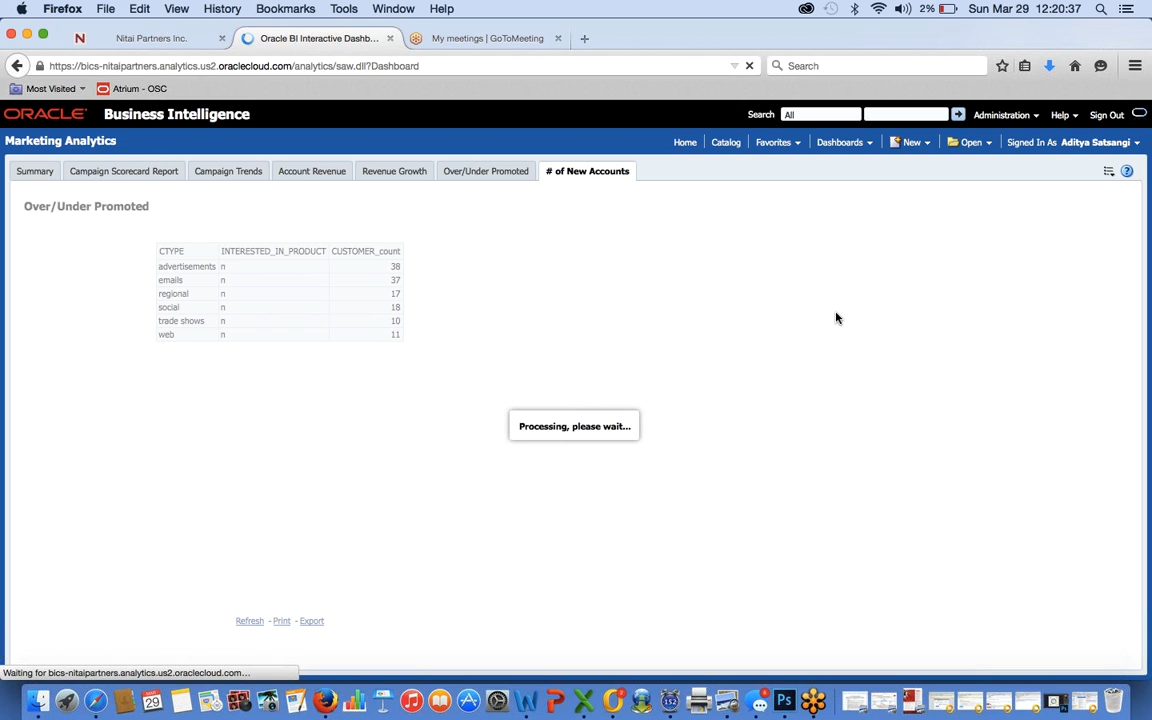 Firefox File Edit View History Bookmarks Tools Window Help 2% Sun Mar 29 12:20:37
N Nitai Partners Inc. × Oracle BI Interactive Dashb... × My meetings | GoToMeeting × +
https://bics-nitaipartners.analytics.us2.oraclecloud.com/analytics/saw.dll?Dashboard Search
Most Visited Atrium - OSC
ORACLE Business Intelligence Search All Administration Help Sign Out
Marketing Analytics Home Catalog Favorites Dashboards New Open Signed In As Aditya Satsangi
Summary Campaign Scorecard Report Campaign Trends Account Revenue Revenue Growth Over/Under Promoted # of New Accounts
Over/Under Promoted
CTYPE INTERESTED_IN_PRODUCT CUSTOMER_count
advertisements n 38
emails n 37
regional n 17
social n 18
trade shows n 10
web n 11
Processing, please wait...
Refresh - Print - Export
Waiting for bics-nitaipartners.analytics.us2.oraclecloud.com...